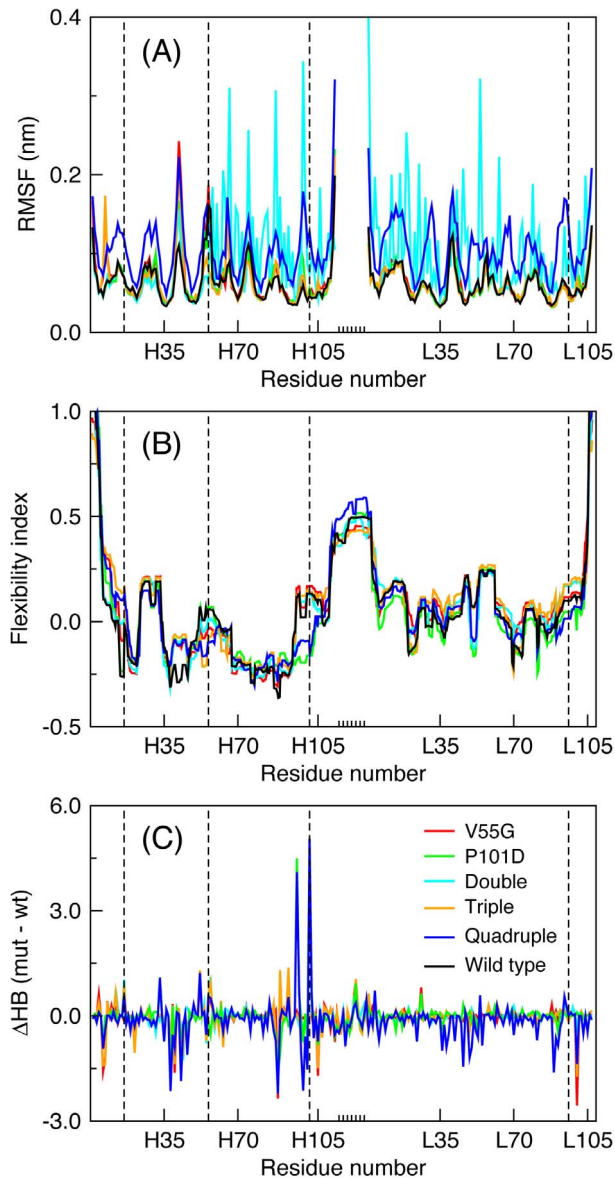 0.4
(A)
RMSF (nm)
0.2
0.0
H35 H70 H105 L35 L70 L105
Residue number
1.0
(B)
Flexibility index
0.5
0.0
-0.5
H35 H70 H105 L35 L70 L105
Residue number
6.0
(C)
ΔHB (mut - wt)
V55G
P101D
Double
Triple
Quadruple
Wild type
3.0
0.0
-3.0
H35 H70 H105 L35 L70 L105
Residue number